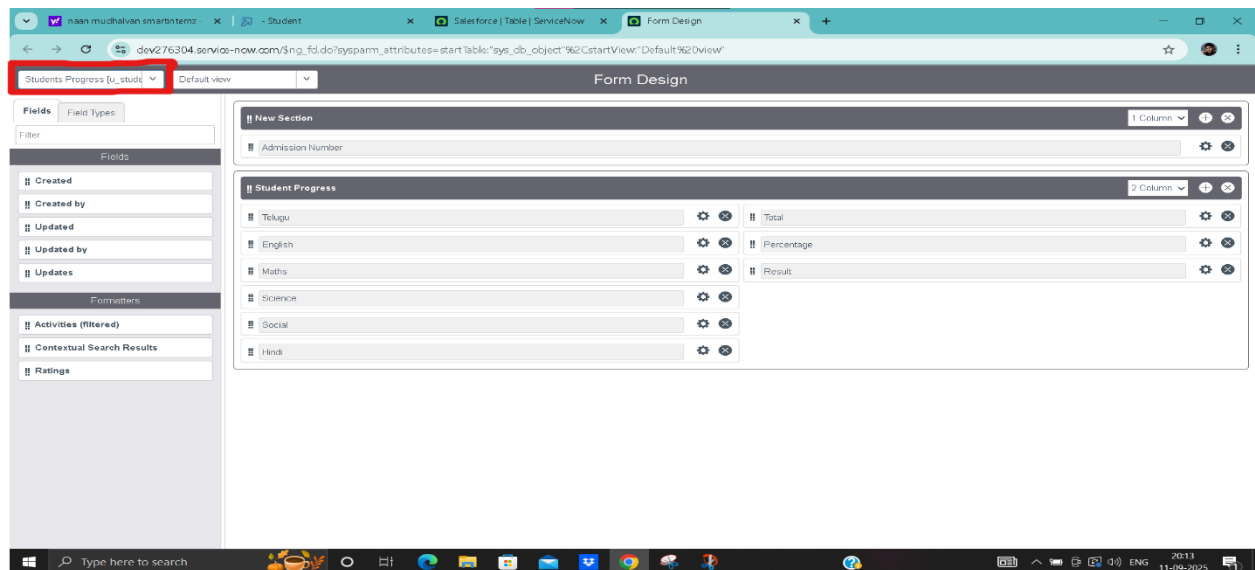 naan mudhalvan smartinternz -
- Student
Salesforce | Table | ServiceNow
Form Design
dev276304.service-now.com/$ng_fd.do?sysparm_attributes=startTable:"sys_db_object"%2CstartView:"Default%20view"
Students Progress [u_stude
Default view
Form Design
Fields
Field Types
Filter
Fields
Created
Created by
Updated
Updated by
Updates
Formatters
Activities (filtered)
Contextual Search Results
Ratings
New Section
1 Column
Admission Number
Student Progress
2 Column
Telugu
Total
English
Percentage
Maths
Result
Science
Social
Hindi
Type here to search
ENG
20:13
11-09-2025